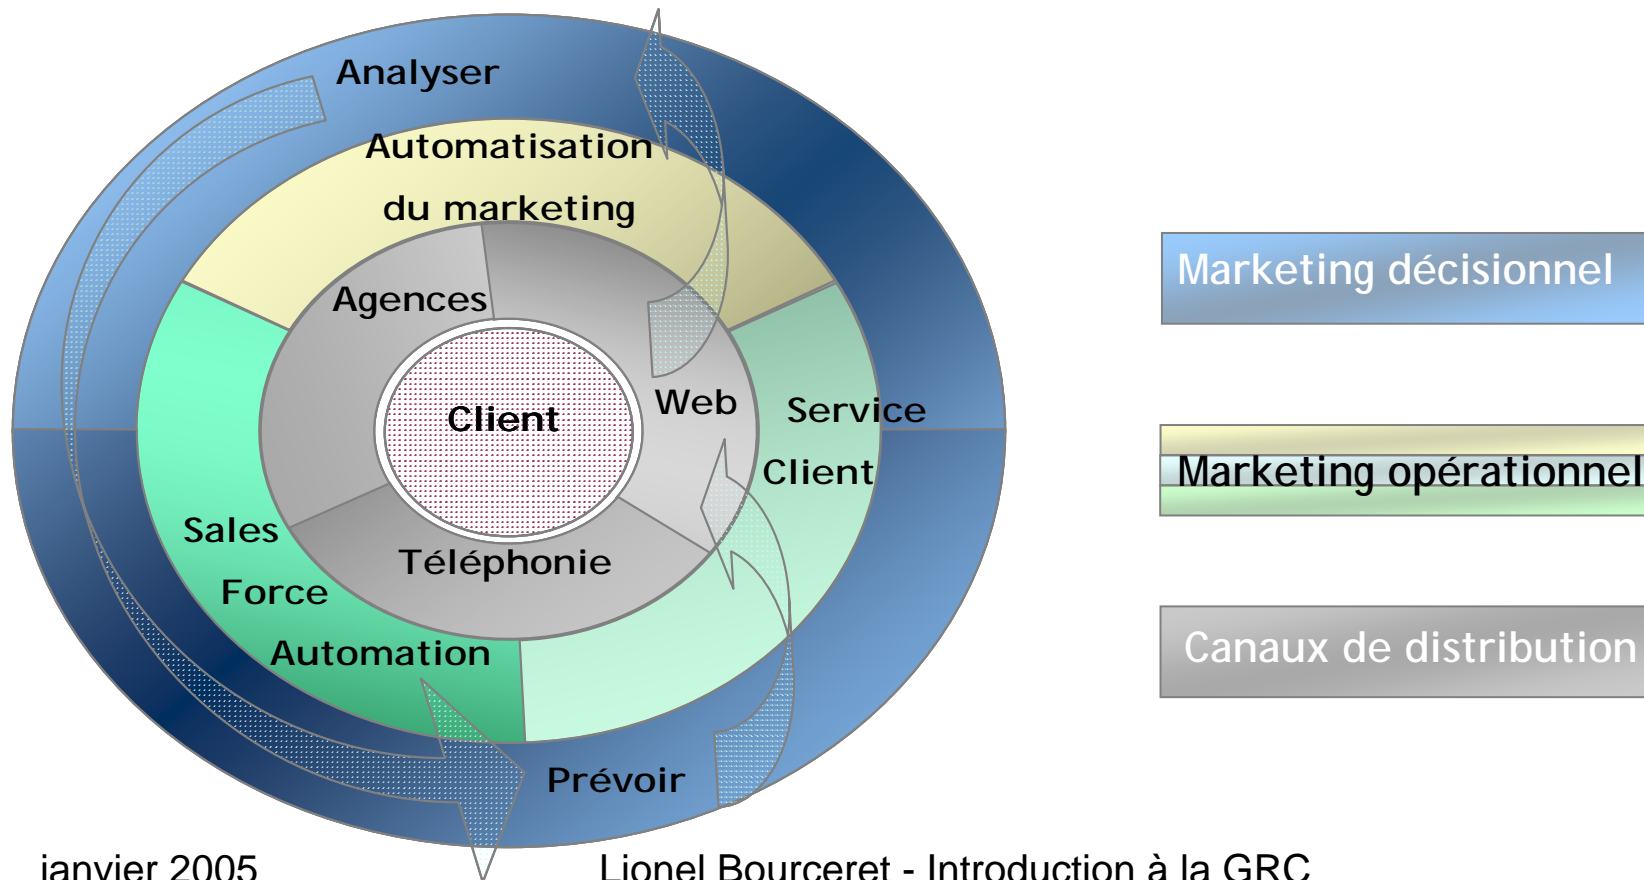 Analyser
Automatisation
du marketing
Agences
Client
Web
Service
Client
Sales
Force
Automation
Téléphonie
Prévoir
Marketing décisionnel
Marketing opérationnel
Canaux de distribution
janvier 2005
Lionel Bourceret - Introduction à la GRC